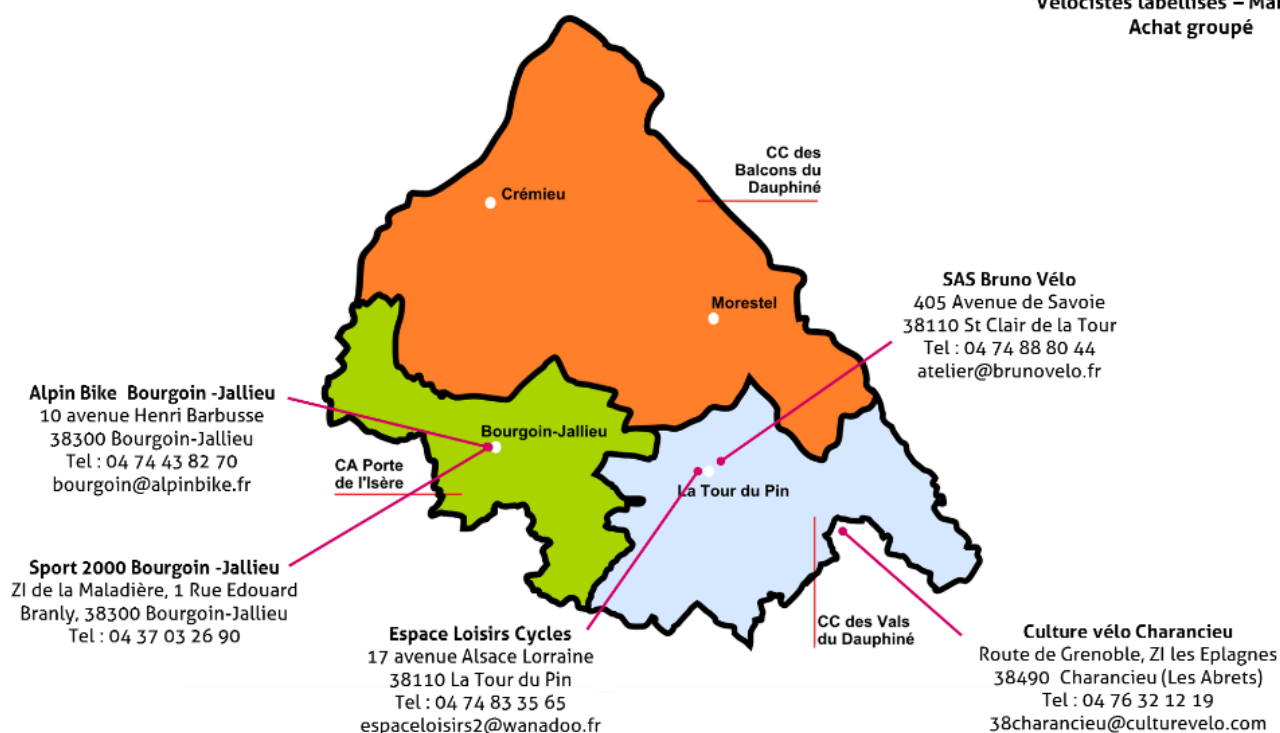 Vélocistes labellisés –
Achat groupé
CC des
Balcons du
Dauphiné
Crémieu
Morestel
SAS Bruno Vélo
405 Avenue de Savoie
38110 St Clair de la Tour
Tel : 04 74 88 80 44
atelier@brunovelo.fr
Alpin Bike Bourgoin -Jallieu
10 avenue Henri Barbusse
38300 Bourgoin-Jallieu
Tel : 04 74 43 82 70
bourgoin@alpinbike.fr
Bourgoin-Jallieu
CA Porte
de l'Isère
La Tour du Pin
Sport 2000 Bourgoin -Jallieu
ZI de la Maladière, 1 Rue Edouard
Branly, 38300 Bourgoin-Jallieu
Tel : 04 37 03 26 90
Espace Loisirs Cycles
17 avenue Alsace Lorraine
38110 La Tour du Pin
Tel : 04 74 83 35 65
espaceloisirs2@wanadoo.fr
CC des Vals
du Dauphiné
Culture vélo Charancieu
Route de Grenoble, ZI les Eplagnes
38490 Charancieu (Les Abrets)
Tel : 04 76 32 12 19
38charancieu@culturevelo.com